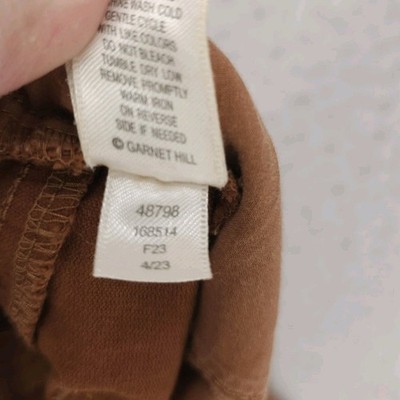 WASH COLD
GENTLE CYCLE
WITH LIKE COLORS
DO NOT BLEACH
TUMBLE DRY LOW
REMOVE PROMPTLY
WARM IRON
ON REVERSE
SIDE IF NEEDED
© GARNET HILL
48798
168514
F23
4/23